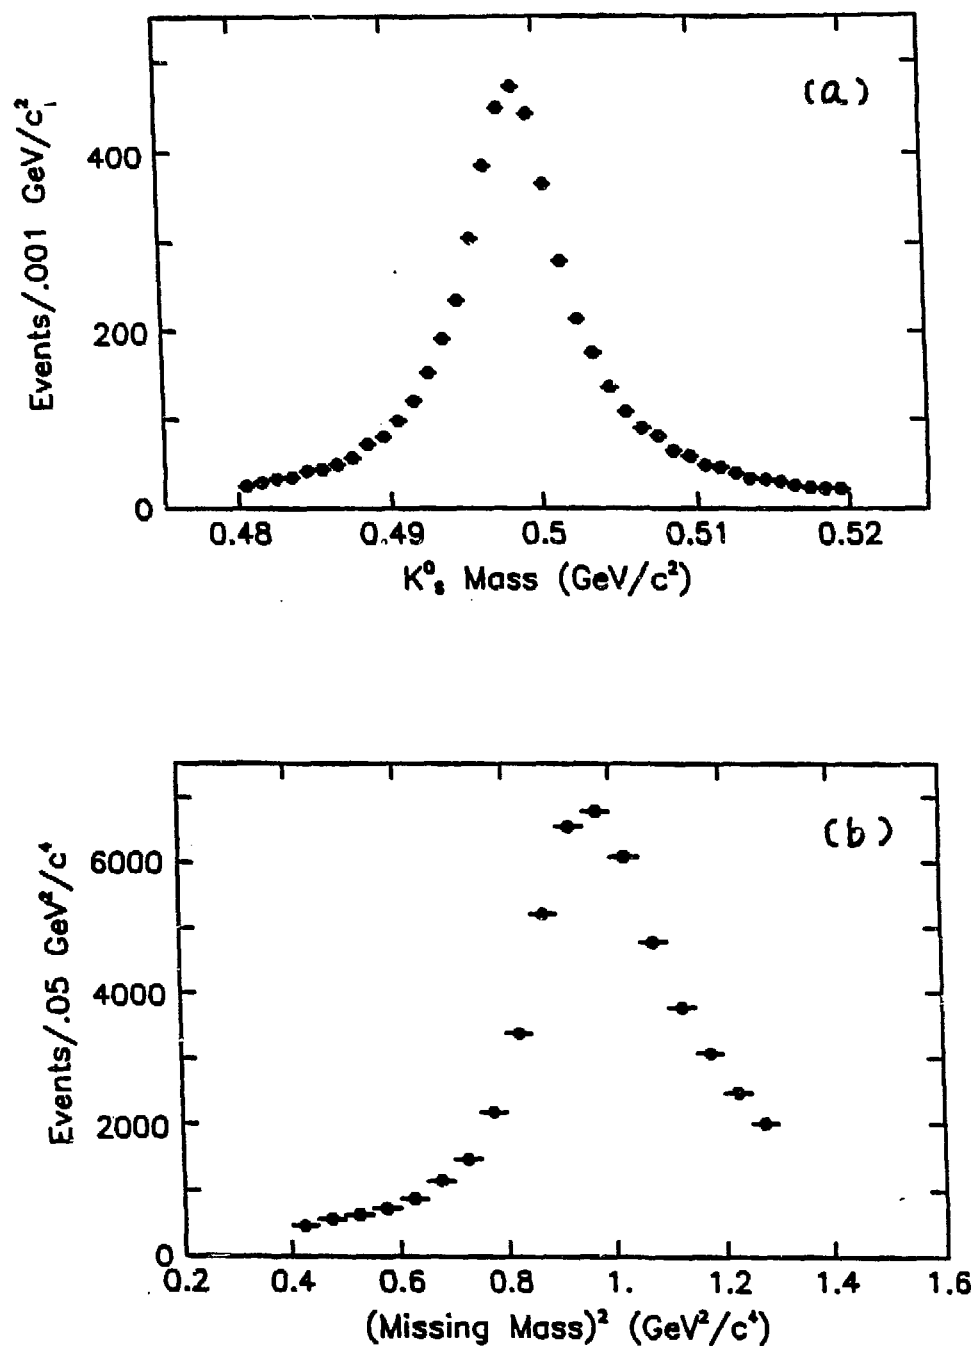 (a)
Events/.001 GeV/c²
400
200
0
0.48 0.49 0.5 0.51 0.52
K⁰ₛ Mass (GeV/c²)
(b)
Events/.05 GeV²/c⁴
6000
4000
2000
0
0.2 0.4 0.6 0.8 1. 1.2 1.4 1.6
(Missing Mass)² (GeV²/c⁴)